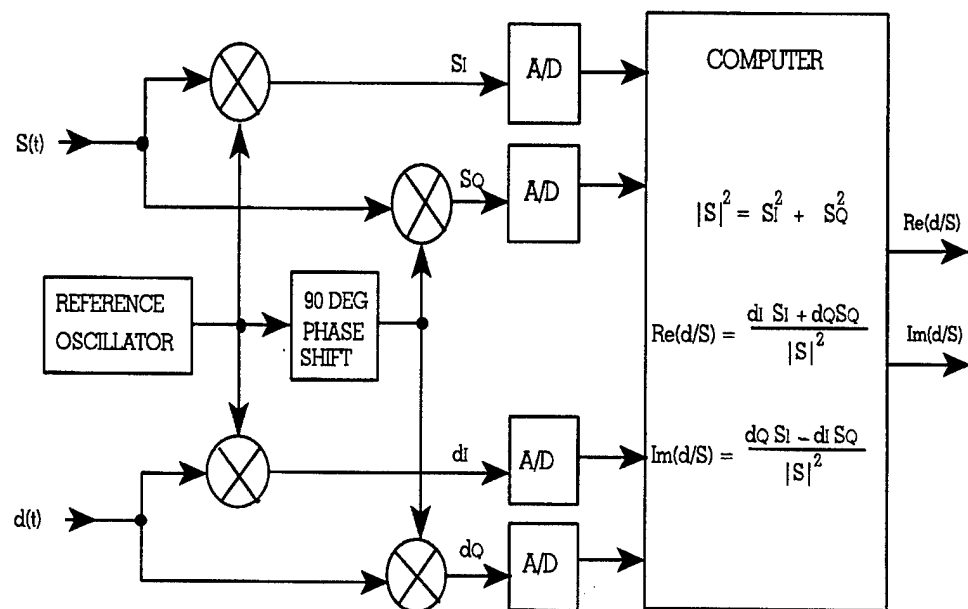 SI
A/D
COMPUTER
S(t)
SQ
A/D
|S|² = SI² + SQ²
Re(d/S)
REFERENCE
OSCILLATOR
90 DEG
PHASE
SHIFT
Re(d/S) = dI SI + dQSQ / |S|²
Im(d/S)
dI
A/D
Im(d/S) = dQ SI – dI SQ / |S|²
d(t)
dQ
A/D